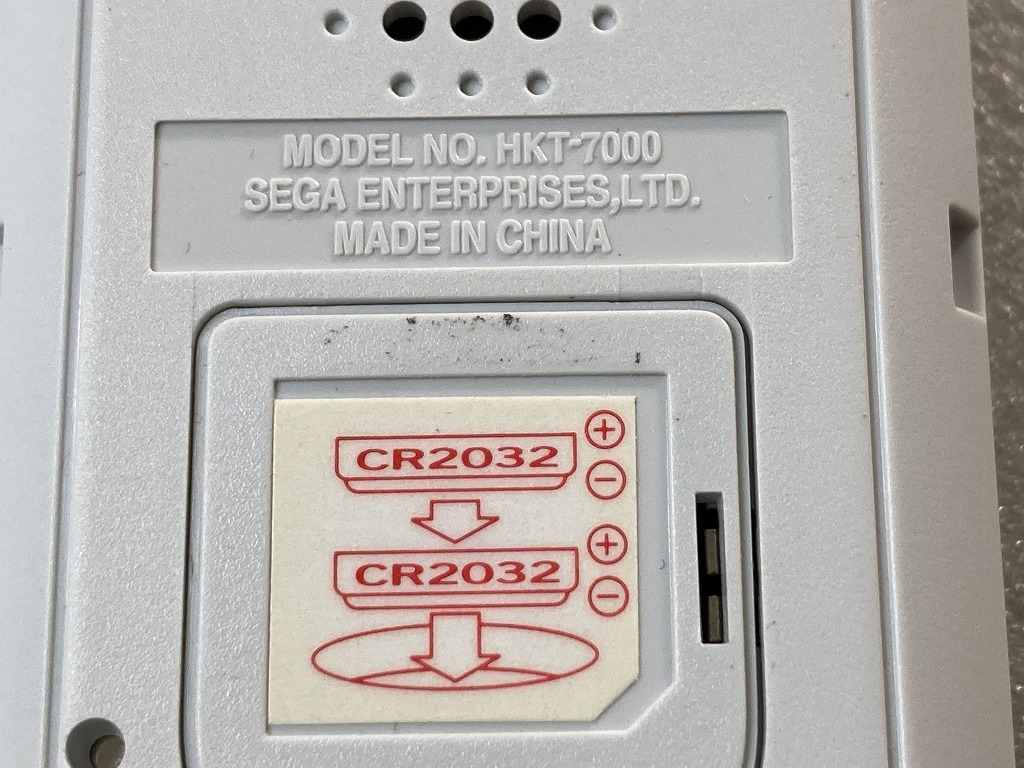 MODEL NO. HKT-7000
SEGA ENTERPRISES,LTD.
MADE IN CHINA
CR2032 +
-
CR2032 +
-